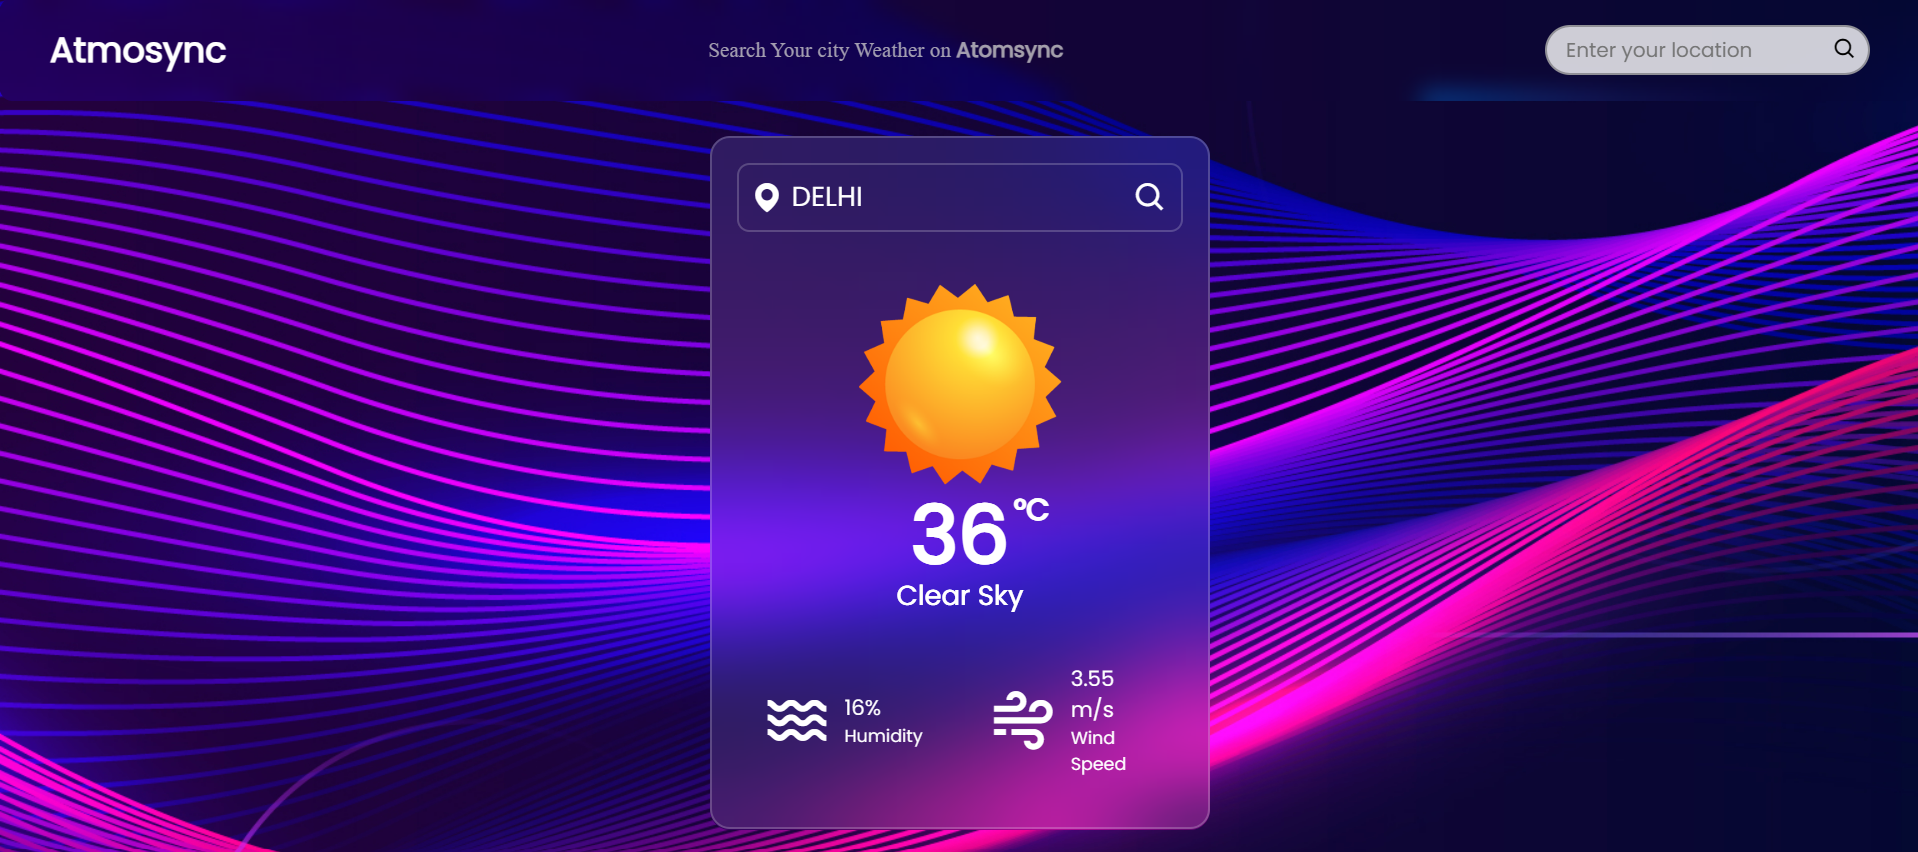 Atmosync
Search Your city Weather on Atomsync
Enter your location
DELHI
36 °C
Clear Sky
16%
Humidity
3.55
m/s
Wind
Speed